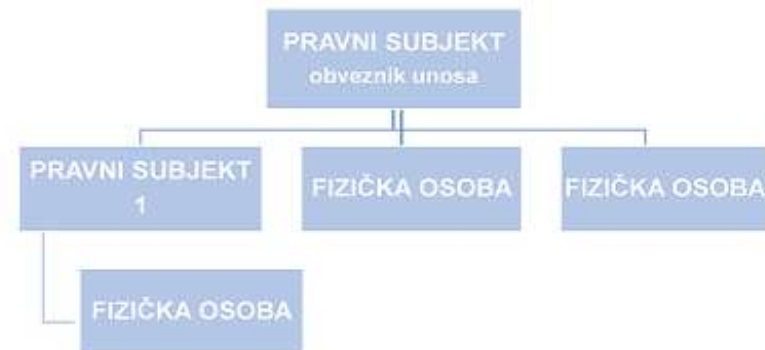 PRAVNI SUBJEKT
obveznik unosa
PRAVNI SUBJEKT
1
FIZIČKA OSOBA
FIZIČKA OSOBA
FIZIČKA OSOBA